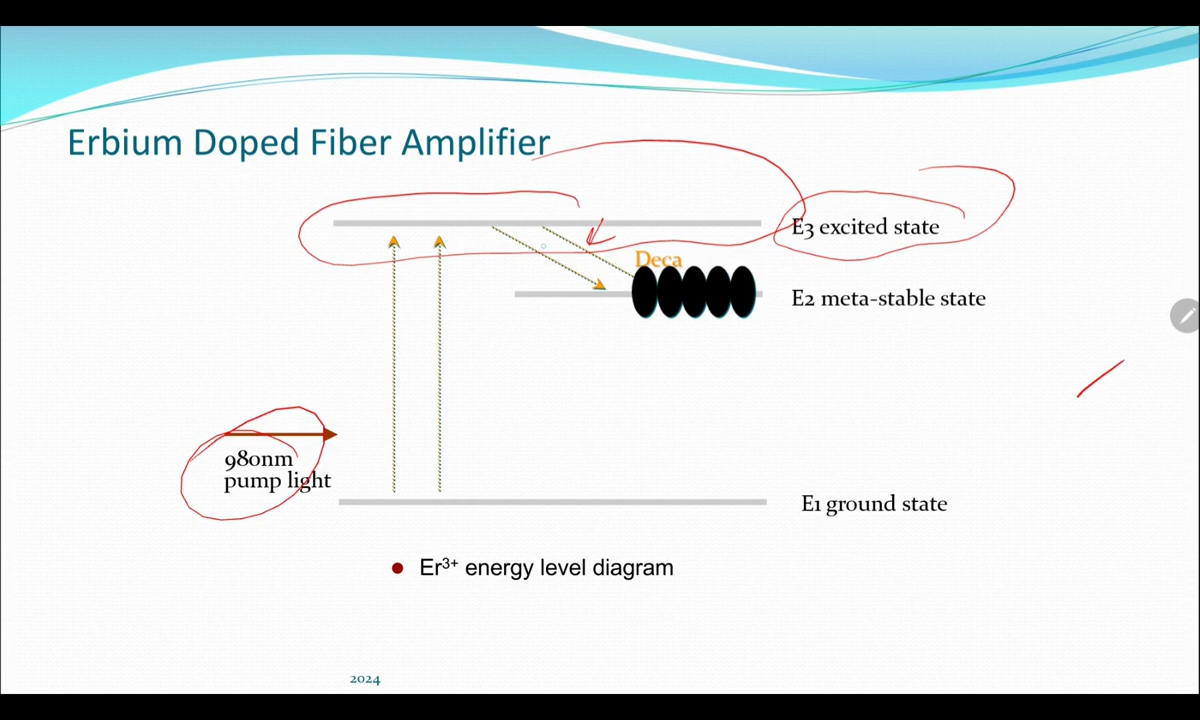 Erbium Doped Fiber Amplifier
E3 excited state
Deca
E2 meta-stable state
980nm
pump light
E1 ground state
Er³⁺ energy level diagram
2024